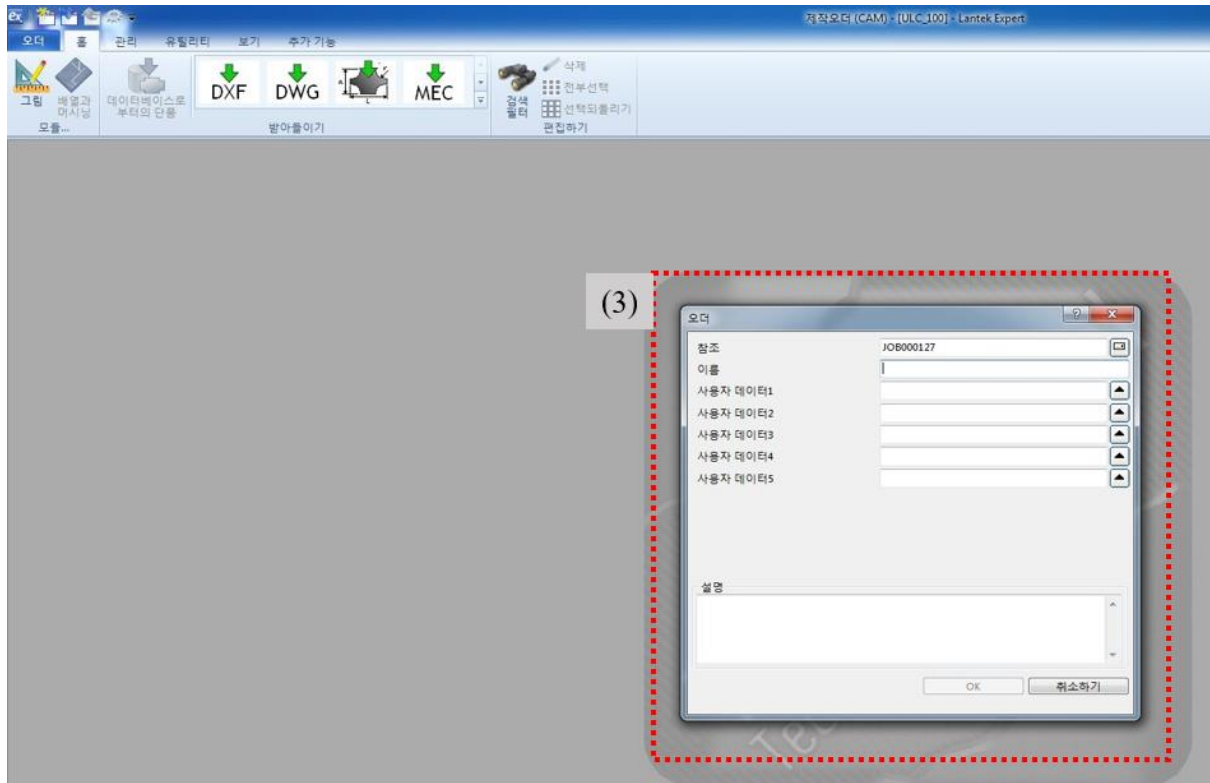 제작오더 (CAM) - [ULC_100] - Lantek Expert
오더 홈 관리 유틸리티 보기 추가 기능
그림
배열과
머시닝
모듈...
데이터베이스로
부터의 단품
DXF
DWG
L
MEC
받아들이기
검색
필터
삭제
전부선택
선택되돌리기
편집하기
(3)
오더
참조 JOB000127
이름
사용자 데이터1
사용자 데이터2
사용자 데이터3
사용자 데이터4
사용자 데이터5
설명
OK 취소하기
Tec